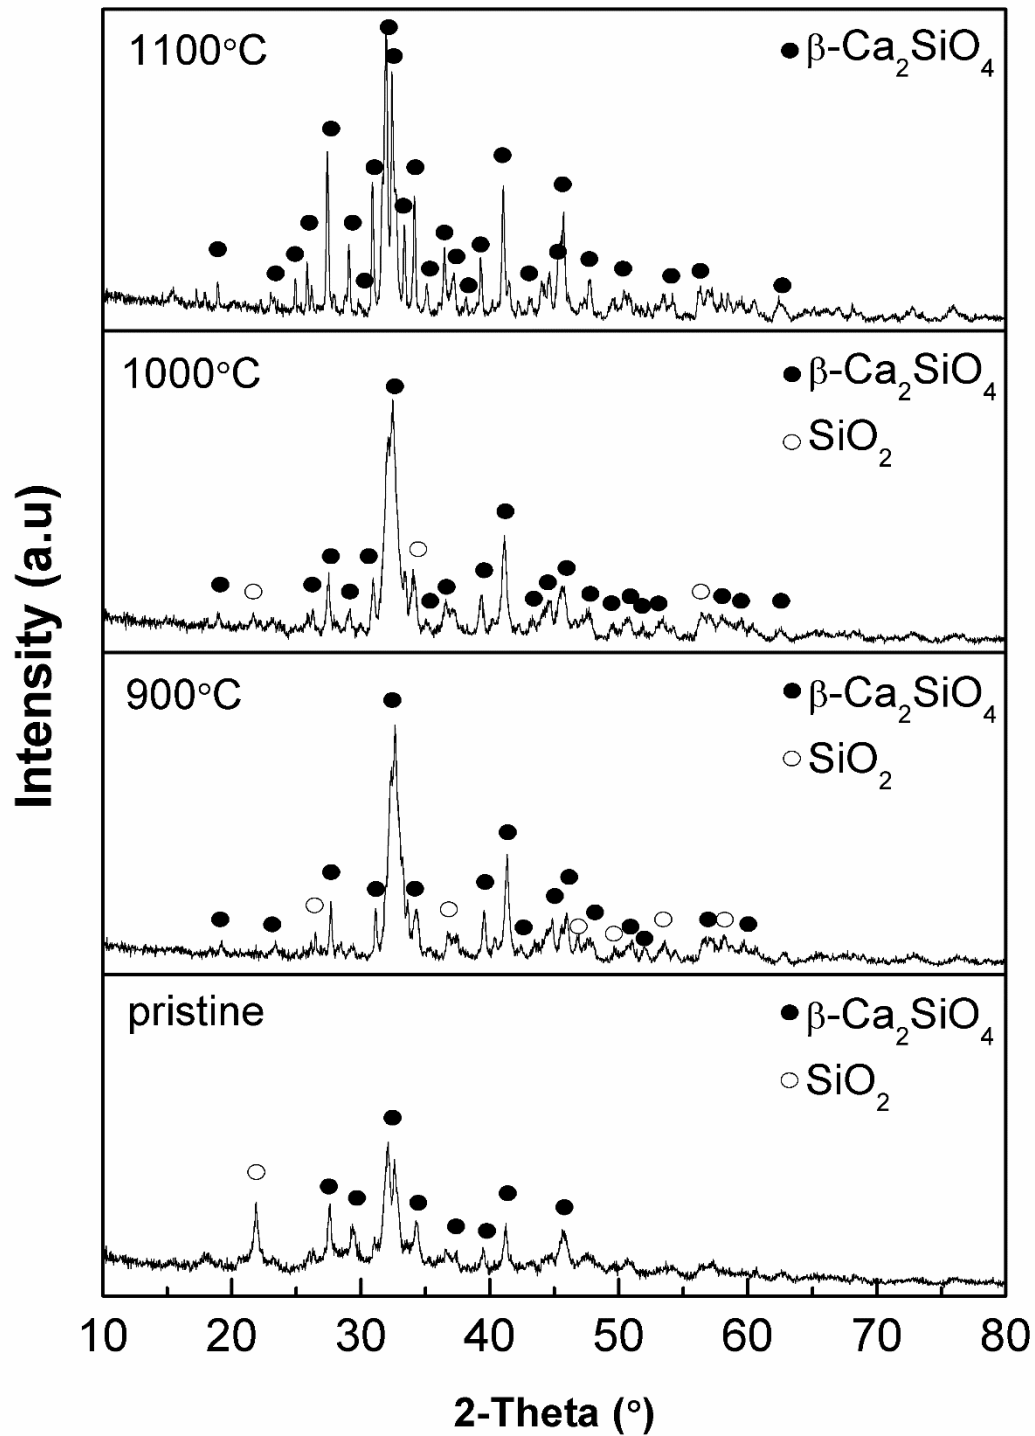 1100°C
● β-Ca₂SiO₄
1000°C
● β-Ca₂SiO₄
○ SiO₂
900°C
● β-Ca₂SiO₄
○ SiO₂
pristine
● β-Ca₂SiO₄
○ SiO₂
Intensity (a.u)
10 20 30 40 50 60 70 80
2-Theta (°)